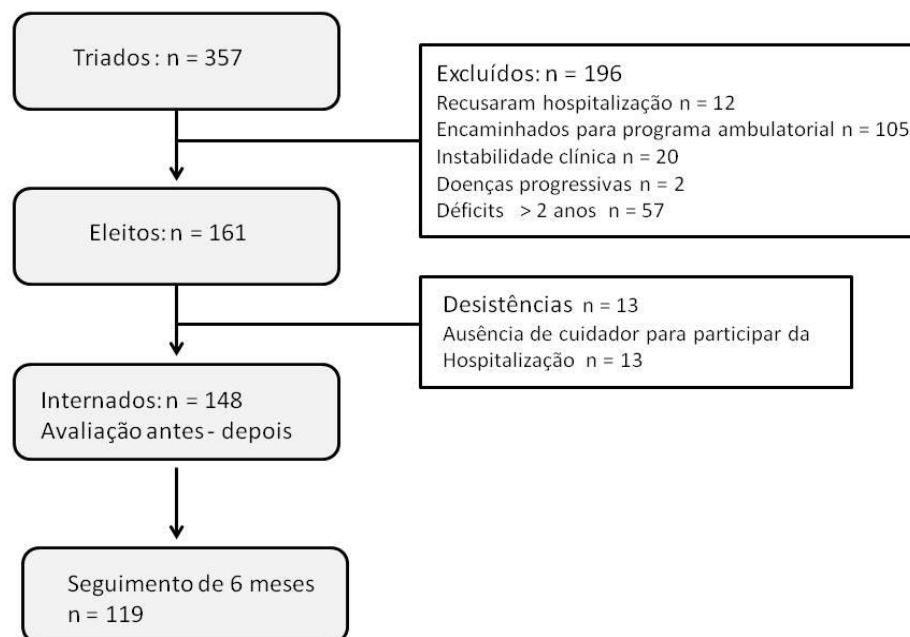 Triados: n = 357
Excluídos: n = 196
Recusaram hospitalização n = 12
Encaminhados para programa ambulatorial n = 105
Instabilidade clínica n = 20
Doenças progressivas n = 2
Déficits > 2 anos n = 57
Eleitos: n = 161
Desistências n = 13
Ausência de cuidador para participar da
Hospitalização n = 13
Internados: n = 148
Avaliação antes - depois
Seguimento de 6 meses
n = 119